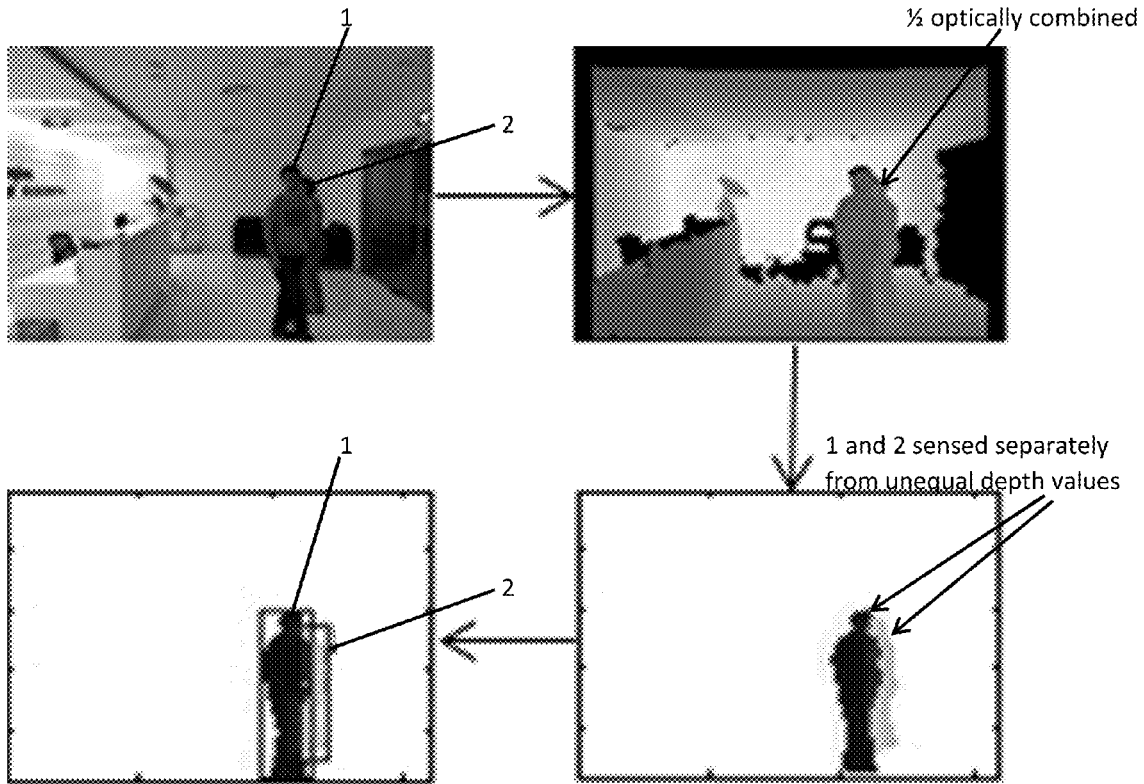 1
½ optically combined
2
1
1 and 2 sensed separately
from unequal depth values
2